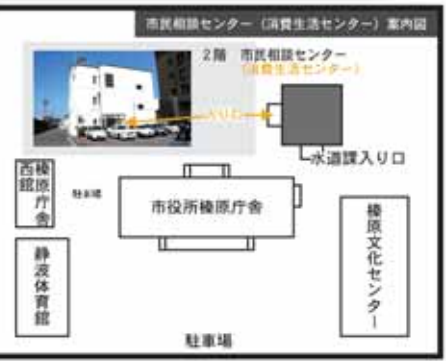 市民相談センター（消費生活センター）案内図
2階 市民相談センター
（消費生活センター）
入り口
水道課入り口
榛原庁舎
西館
駐車場
市役所榛原庁舎
静波体育館
榛原文化センター
駐車場